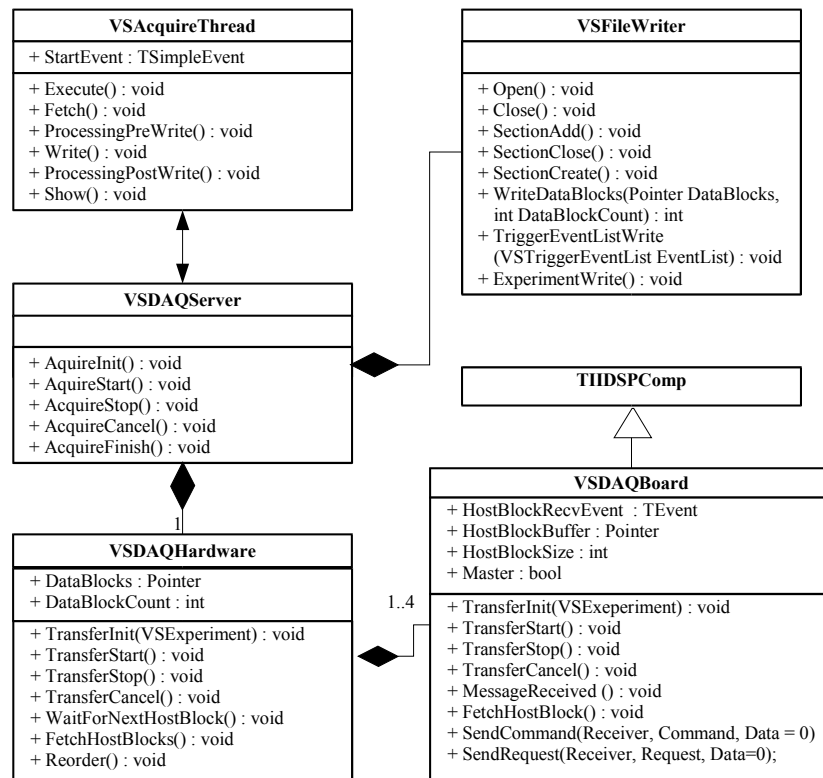 VSAcquireThread
+ StartEvent : TSimpleEvent
+ Execute() : void
+ Fetch() : void
+ ProcessingPreWrite() : void
+ Write() : void
+ ProcessingPostWrite() : void
+ Show() : void
VSFileWriter
+ Open() : void
+ Close() : void
+ SectionAdd() : void
+ SectionClose() : void
+ SectionCreate() : void
+ WriteDataBlocks(Pointer DataBlocks,
int DataBlockCount) : int
+ TriggerEventListWrite
(VSTriggerEventList EventList) : void
+ ExperimentWrite() : void
VSDAQServer
+ AquireInit() : void
+ AquireStart() : void
+ AcquireStop() : void
+ AcquireCancel() : void
+ AcquireFinish() : void
TIIDSPComp
1
VSDAQHardware
+ DataBlocks : Pointer
+ DataBlockCount : int
+ TransferInit(VSExperiment) : void
+ TransferStart() : void
+ TransferStop() : void
+ TransferCancel() : void
+ WaitForNextHostBlock() : void
+ FetchHostBlocks() : void
+ Reorder() : void
1..4
VSDAQBoard
+ HostBlockRecvEvent : TEvent
+ HostBlockBuffer : Pointer
+ HostBlockSize : int
+ Master : bool
+ TransferInit(VSExeperiment) : void
+ TransferStart() : void
+ TransferStop() : void
+ TransferCancel() : void
+ MessageReceived () : void
+ FetchHostBlock() : void
+ SendCommand(Receiver, Command, Data = 0)
+ SendRequest(Receiver, Request, Data=0);